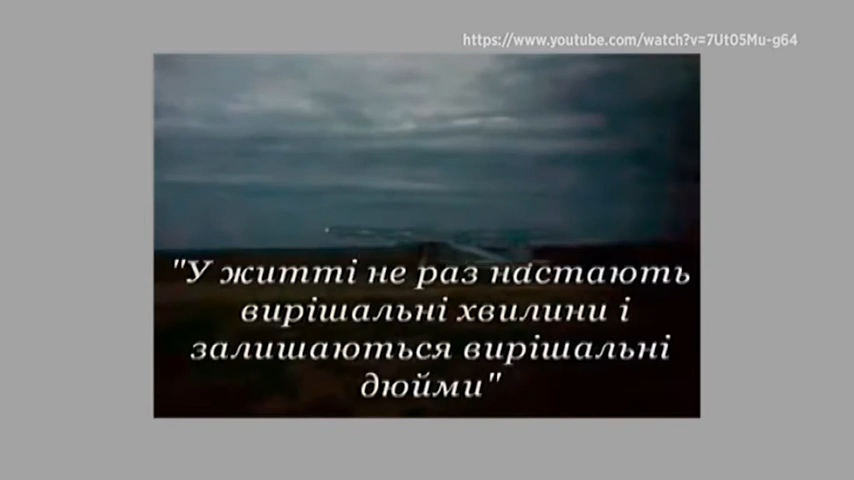 https://www.youtube.com/watch?v=7Ut05Mu-g64
"У житті не раз настають
вирішальні хвилини і
залишаються вирішальні
дюйми"